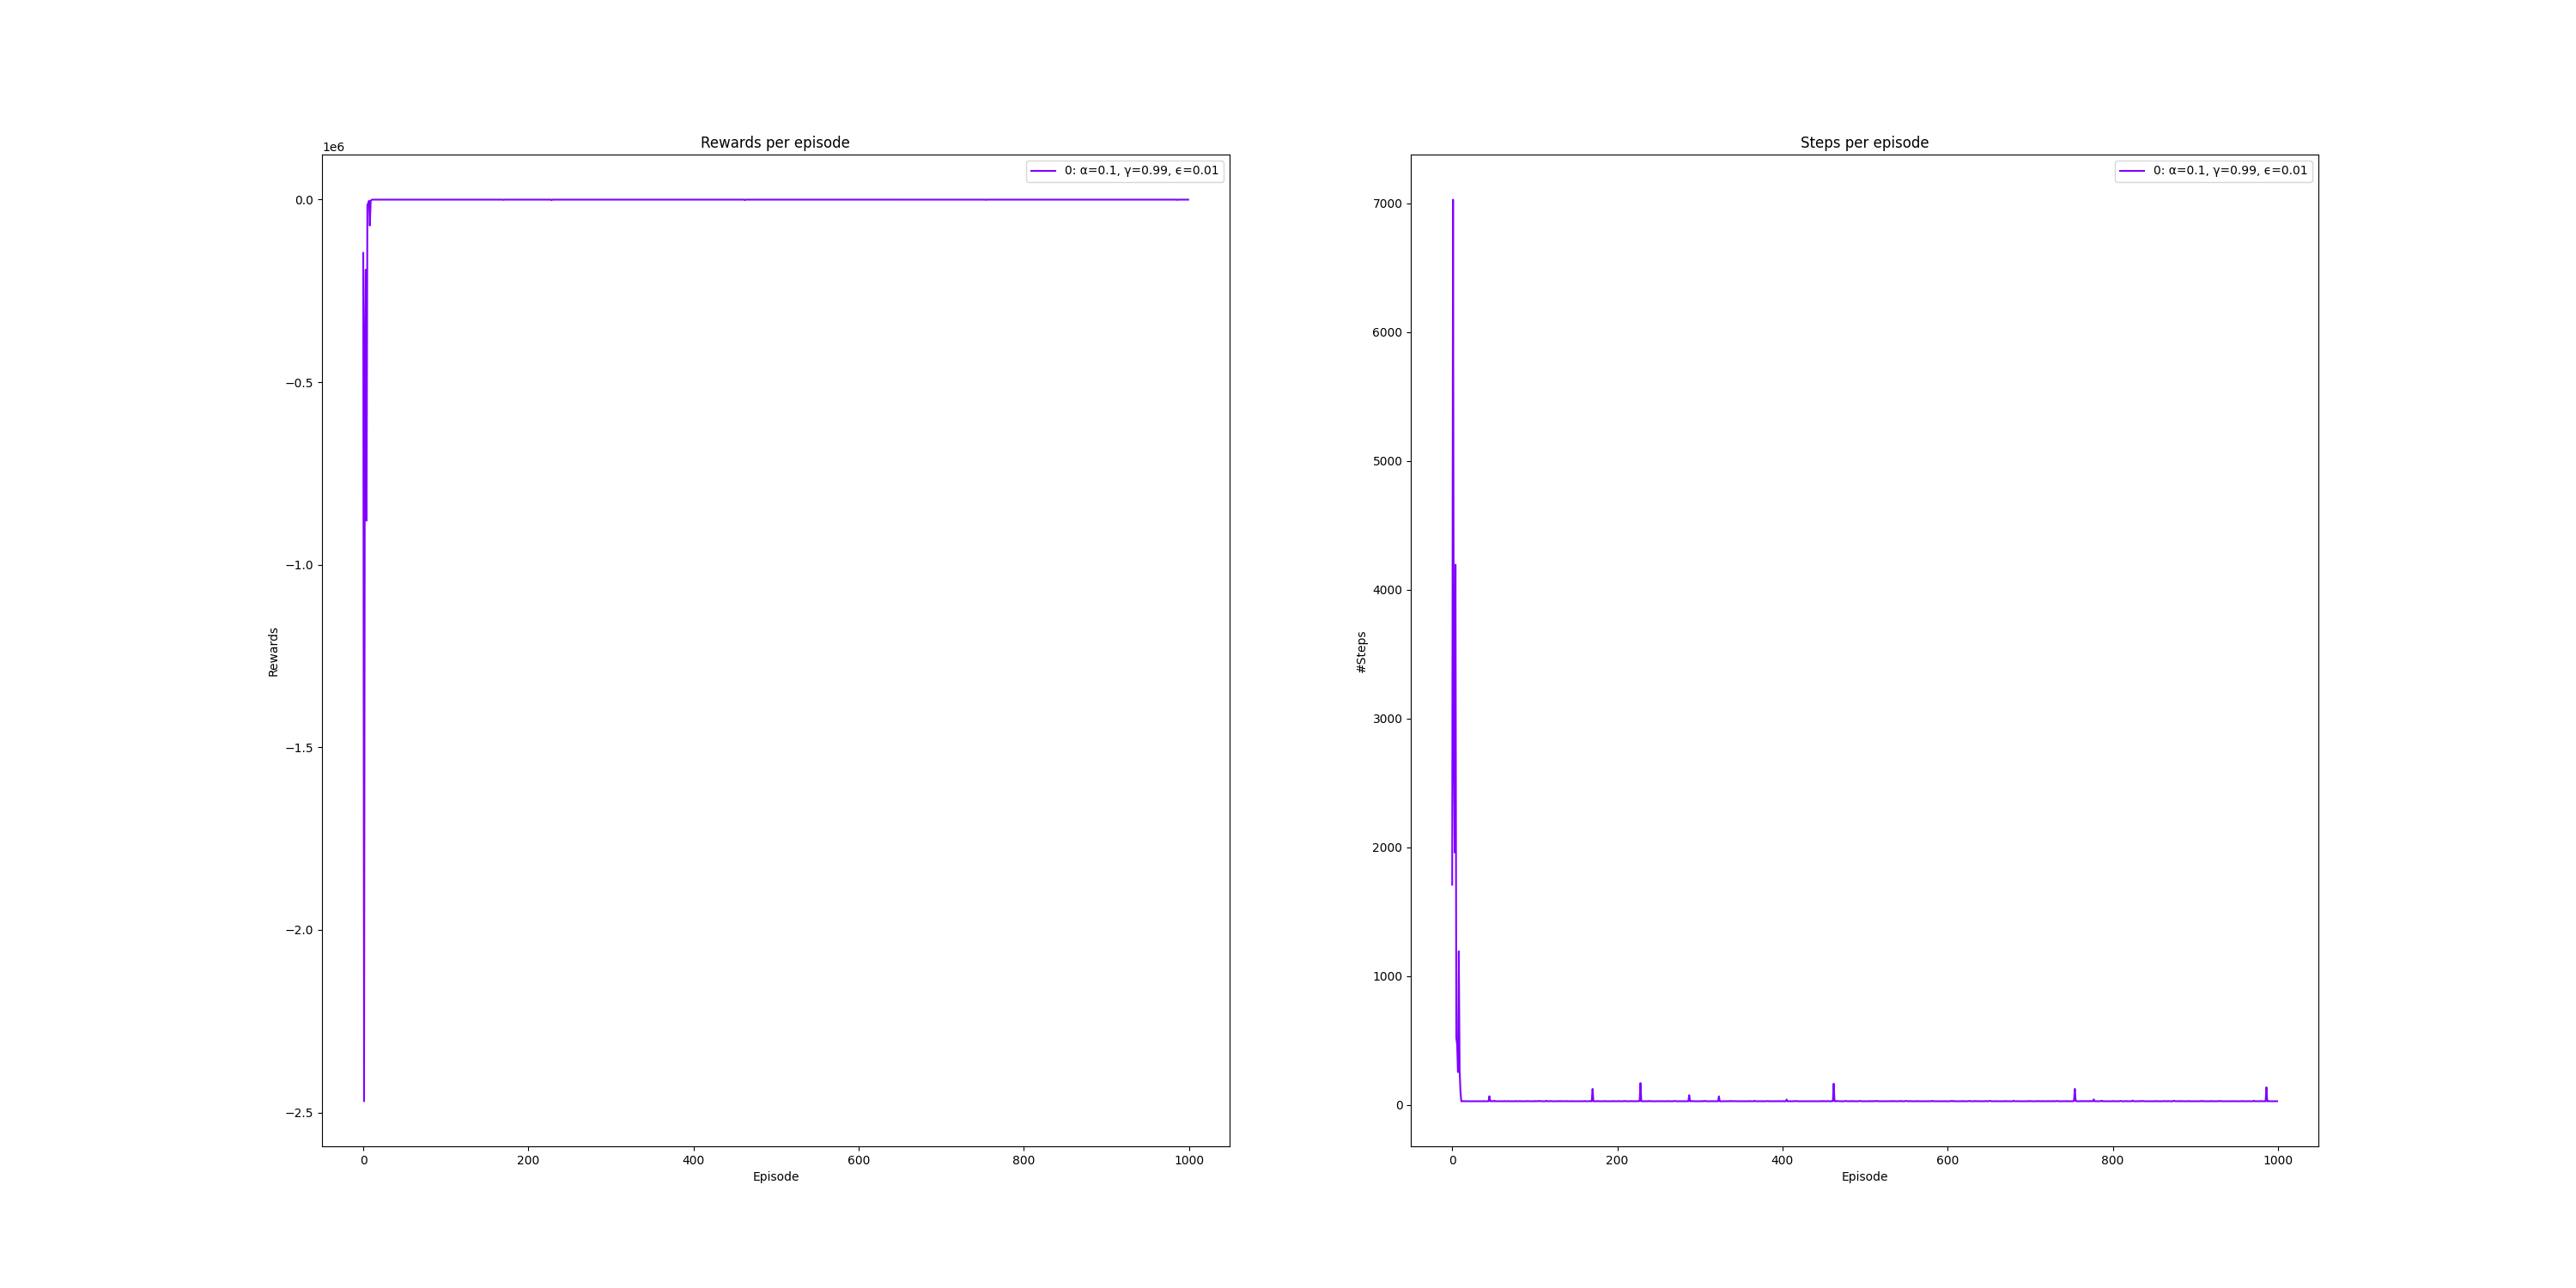 Rewards per episode
1e6
0: α=0.1, γ=0.99, ϵ=0.01
0.0
−0.5
−1.0
−1.5
−2.0
−2.5
Rewards
0 200 400 600 800 1000
Episode
Steps per episode
0: α=0.1, γ=0.99, ϵ=0.01
7000
6000
5000
4000
3000
2000
1000
0
#Steps
0 200 400 600 800 1000
Episode